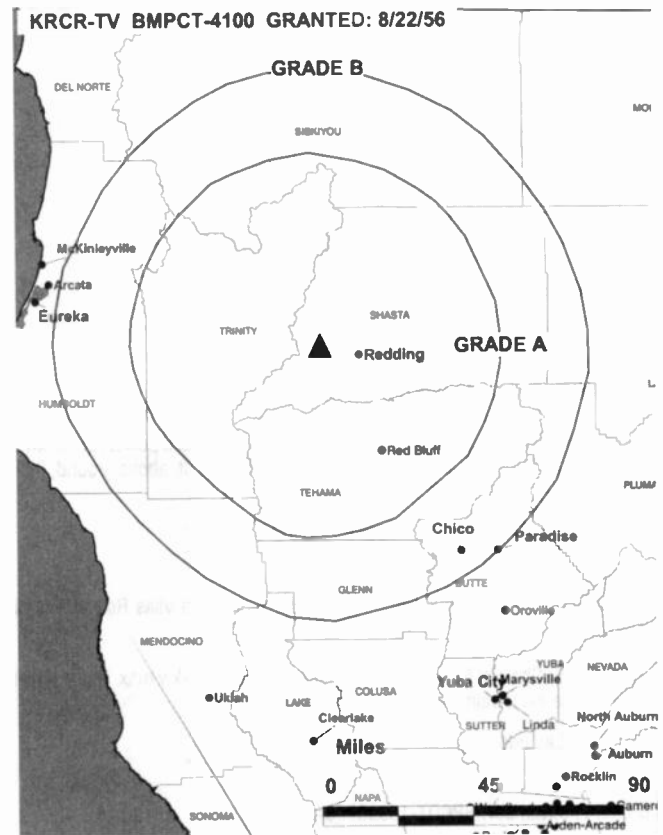 KRCR-TV BMPCT-4100 GRANTED: 8/22/56
GRADE B
DEL NORTE
SISKIYOU
McKinleyville
Arcata
Eureka
TRINITY
SHASTA
Redding
GRADE A
HUMBOLDT
Red Bluff
TEHAMA
PLUMA
Chico
Paradise
GLENN
BUTTE
Oroville
MENDOCINO
YUBA
NEVADA
Yuba City
Marysville
Ukiah
LAKE
COLUSA
SUTTER
Linda
North Auburn
Clearlake
Miles
Auburn
Rocklin
0 45 90
NAPA
SONOMA
Arden-Arcade